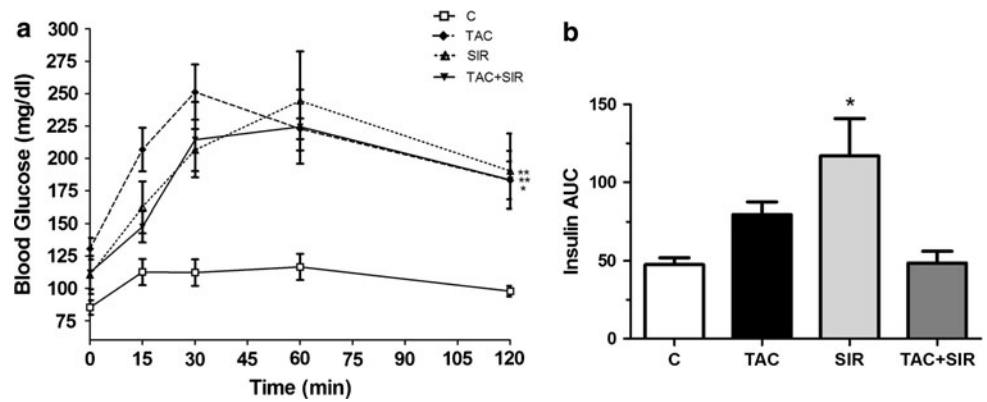 a
C
TAC
SIR
TAC+SIR
Blood Glucose (mg/dl)
300
275
250
225
200
175
150
125
100
75
**
**
*
0 15 30 45 60 75 90 105 120
Time (min)
b
Insulin AUC
150
100
50
0
*
C TAC SIR TAC+SIR